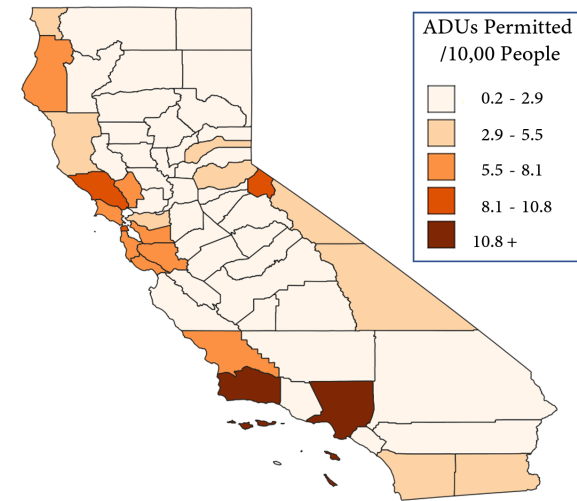 ADUs Permitted
/10,00 People
0.2 - 2.9
2.9 - 5.5
5.5 - 8.1
8.1 - 10.8
10.8 +